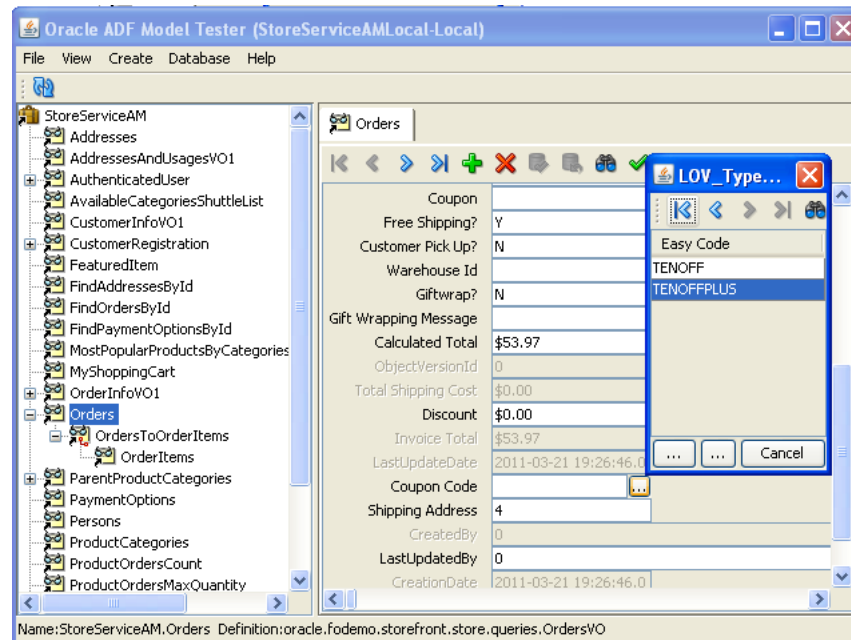 Oracle ADF Model Tester (StoreServiceAMLocal-Local)
File View Create Database Help
StoreServiceAM
Addresses
AddressesAndUsagesVO1
AuthenticatedUser
AvailableCategoriesShuttleList
CustomerInfoVO1
CustomerRegistration
FeaturedItem
FindAddressesById
FindOrdersById
FindPaymentOptionsById
MostPopularProductsByCategories
MyShoppingCart
OrderInfoVO1
Orders
OrdersToOrderItems
OrderItems
ParentProductCategories
PaymentOptions
Persons
ProductCategories
ProductOrdersCount
ProductOrdersMaxQuantity
Orders
Coupon
Free Shipping? Y
Customer Pick Up? N
Warehouse Id
Giftwrap? N
Gift Wrapping Message
Calculated Total $53.97
ObjectVersionId 0
Total Shipping Cost $0.00
Discount $0.00
Invoice Total $53.97
LastUpdateDate 2011-03-21 19:26:46.0
Coupon Code ...
Shipping Address 4
CreatedBy 0
LastUpdatedBy 0
CreationDate 2011-03-21 19:26:46.0
LOV_Type...
Easy Code
TENOFF
TENOFFPLUS
... ... Cancel
Name:StoreServiceAM.Orders Definition:oracle.fodemo.storefront.store.queries.OrdersVO